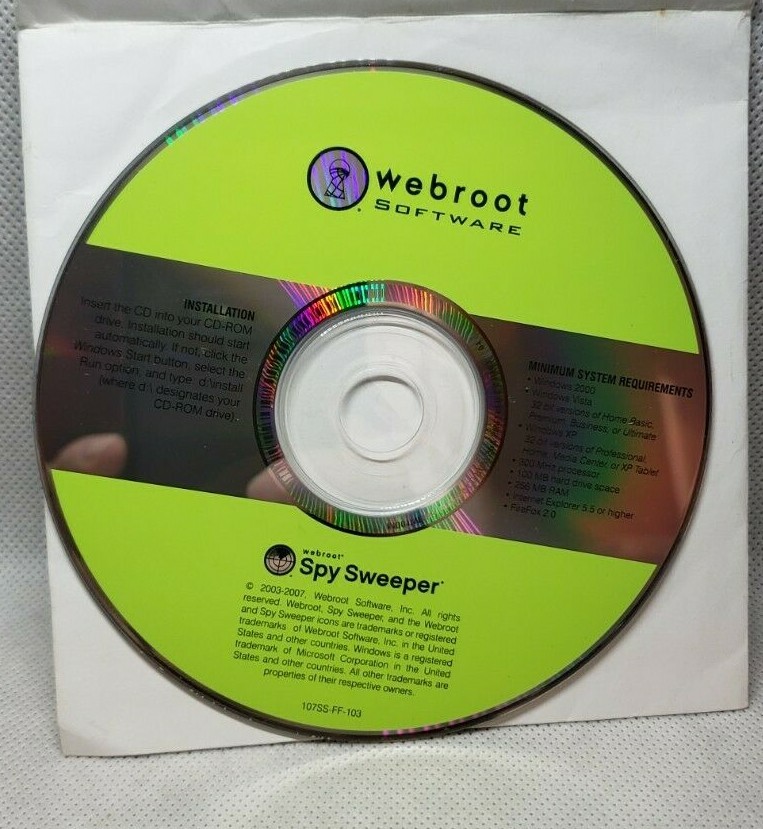 webroot
SOFTWARE
INSTALLATION
Insert the CD into your CD-ROM
drive. Installation should start
automatically. If not, click the
Windows Start button, select the
Run option, and type: d:\install
(where d:\ designates your
CD-ROM drive).
MINIMUM SYSTEM REQUIREMENTS
• Windows 2000
• Windows Vista
32 bit versions of Home Basic,
Premium, Business, or Ultimate
• Windows XP
32 bit versions of Professional,
Home, Media Center, or XP Tablet
• 300 MHz processor
• 100 MB hard drive space
• 256 MB RAM
• Internet Explorer 5.5 or higher
• FireFox 2.0
webroot®
Spy Sweeper
© 2003-2007, Webroot Software, Inc. All rights
reserved. Webroot, Spy Sweeper, and the Webroot
and Spy Sweeper icons are trademarks or registered
trademarks of Webroot Software, Inc. in the United
States and other countries. Windows is a registered
trademark of Microsoft Corporation in the United
States and other countries. All other trademarks are
properties of their respective owners.
107SS-FF-103